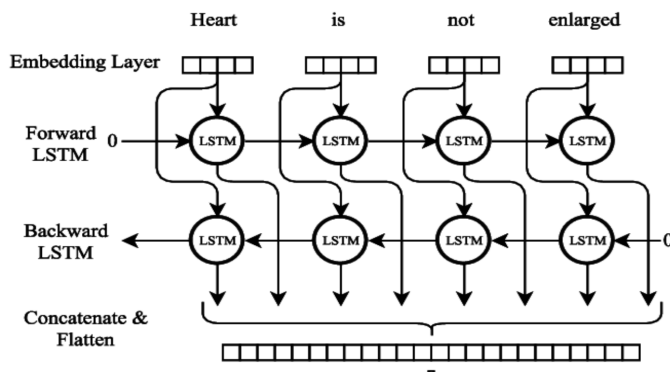 Heart is not enlarged
Embedding Layer
Forward
LSTM
0
LSTM LSTM LSTM LSTM
Backward
LSTM
LSTM LSTM LSTM LSTM
0
Concatenate &
Flatten